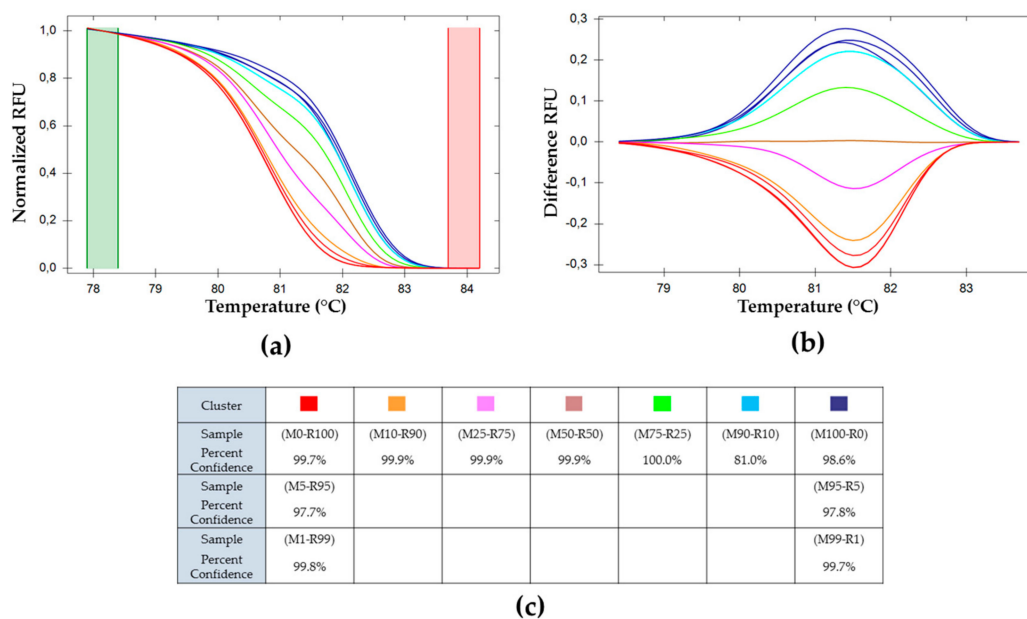 1,0
0,8
0,6
0,4
0,2
0,0
Normalized RFU
78 79 80 81 82 83 84
Temperature (°C)
(a)
0,3
0,2
0,1
0,0
-0,1
-0,2
-0,3
Difference RFU
79 80 81 82 83
Temperature (°C)
(b)
Cluster
Sample (M0-R100) (M10-R90) (M25-R75) (M50-R50) (M75-R25) (M90-R10) (M100-R0)
Percent
Confidence 99.7% 99.9% 99.9% 99.9% 100.0% 81.0% 98.6%
Sample (M5-R95) (M95-R5)
Percent
Confidence 97.7% 97.8%
Sample (M1-R99) (M99-R1)
Percent
Confidence 99.8% 99.7%
(c)